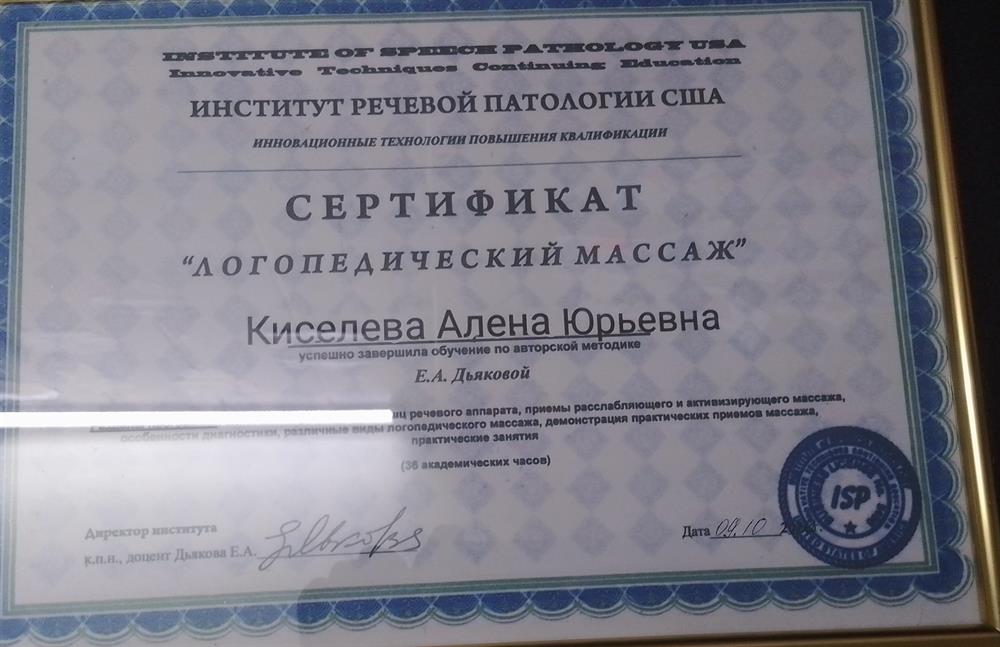 INSTITUTE OF SPEECH PATHOLOGY USA
Innovative Techniques Continuing Education
ИНСТИТУТ РЕЧЕВОЙ ПАТОЛОГИИ США
ИННОВАЦИОННЫЕ ТЕХНОЛОГИИ ПОВЫШЕНИЯ КВАЛИФИКАЦИИ
СЕРТИФИКАТ
“ЛОГОПЕДИЧЕСКИЙ МАССАЖ”
Киселева Алена Юрьевна
успешно завершила обучение по авторской методике
Е.А. Дьяковой
речевого аппарата, приемы расслабляющего и активизирующего массажа,
особенности диагностики, различные виды логопедического массажа, демонстрация практических приемов массажа,
практические занятия
(36 академических часов)
Директор института
к.п.н., доцент Дьякова Е.А.
Дата 09.10
ISP